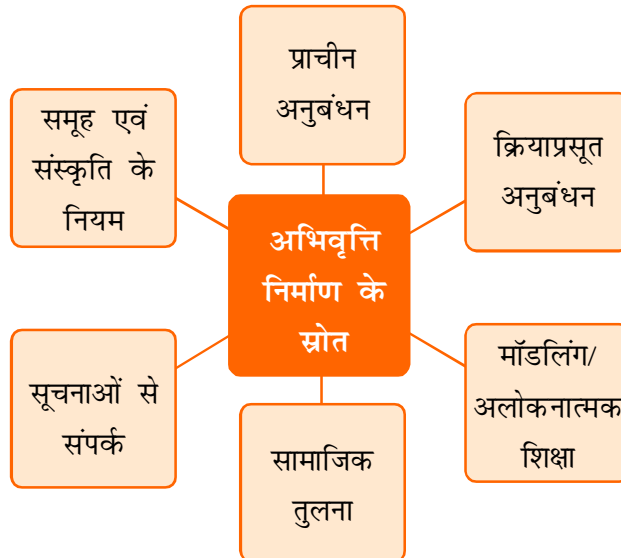 प्राचीन
अनुबंधन
समूह एवं
संस्कृति के
नियम
क्रियाप्रसूत
अनुबंधन
अभिवृत्ति
निर्माण के
स्रोत
सूचनाओं से
संपर्क
मॉडलिंग/
अलोकनात्मक
शिक्षा
सामाजिक
तुलना